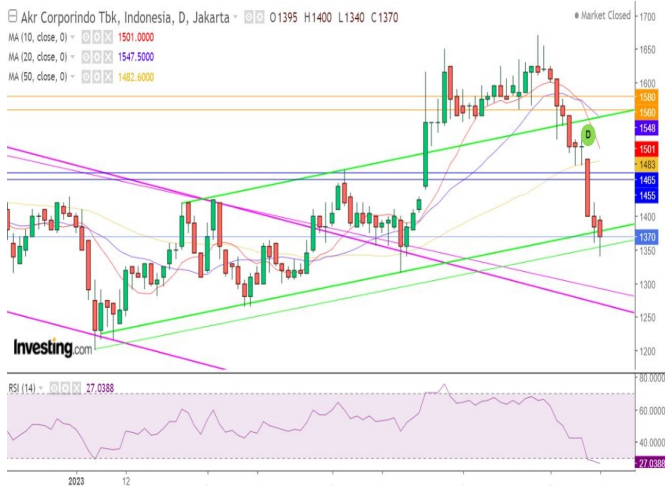 Akr Corporindo Tbk, Indonesia, D, Jakarta O1395 H1400 L1340 C1370
Market Closed
MA (10, close, 0) 1501.0000
MA (20, close, 0) 1547.5000
MA (50, close, 0) 1482.6000
1700
1650
1600
1580
1560
1548
1501
1483
1465
1455
1400
1370
1350
1300
1250
1200
D
Investing.com
RSI (14) 27.0388
80.0000
60.0000
40.0000
27.0388
2023 12